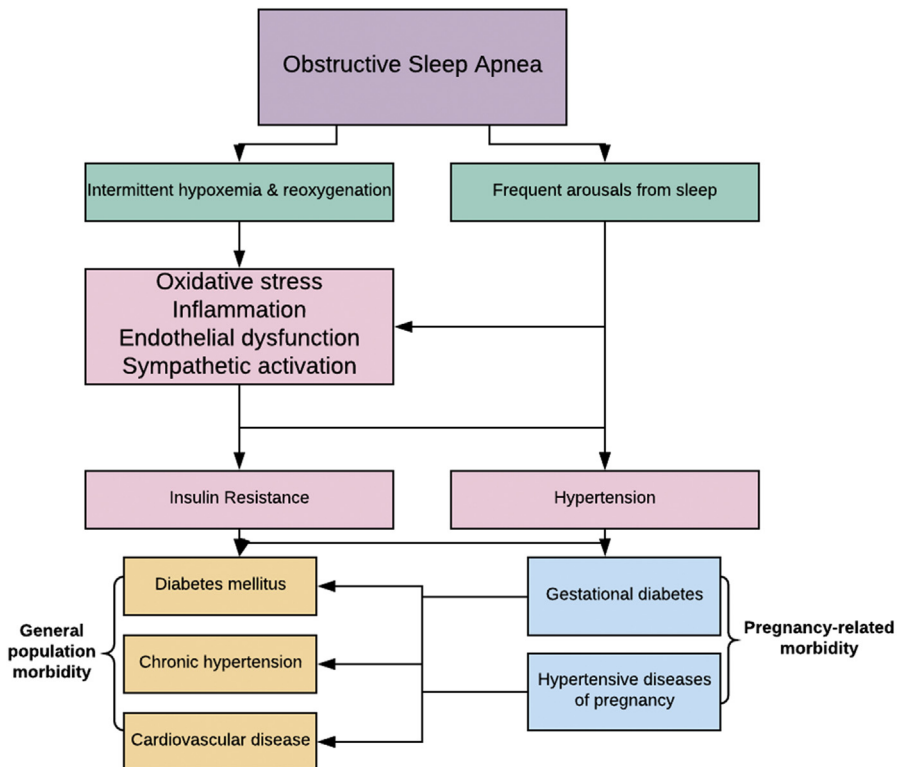 Obstructive Sleep Apnea
Intermittent hypoxemia & reoxygenation
Frequent arousals from sleep
Oxidative stress
Inflammation
Endothelial dysfunction
Sympathetic activation
Insulin Resistance
Hypertension
General
population
morbidity
Diabetes mellitus
Chronic hypertension
Cardiovascular disease
Gestational diabetes
Hypertensive diseases
of pregnancy
Pregnancy-related
morbidity